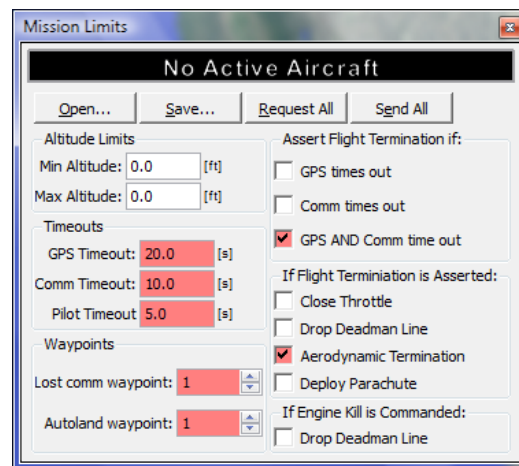 Mission Limits
No Active Aircraft
Open... Save... Request All Send All
Altitude Limits
Min Altitude: 0.0 [ft]
Max Altitude: 0.0 [ft]
Timeouts
GPS Timeout: 20.0 [s]
Comm Timeout: 10.0 [s]
Pilot Timeout 5.0 [s]
Waypoints
Lost comm waypoint: 1
Autoland waypoint: 1
Assert Flight Termination if:
GPS times out
Comm times out
GPS AND Comm time out
If Flight Terminiation is Asserted:
Close Throttle
Drop Deadman Line
Aerodynamic Termination
Deploy Parachute
If Engine Kill is Commanded:
Drop Deadman Line